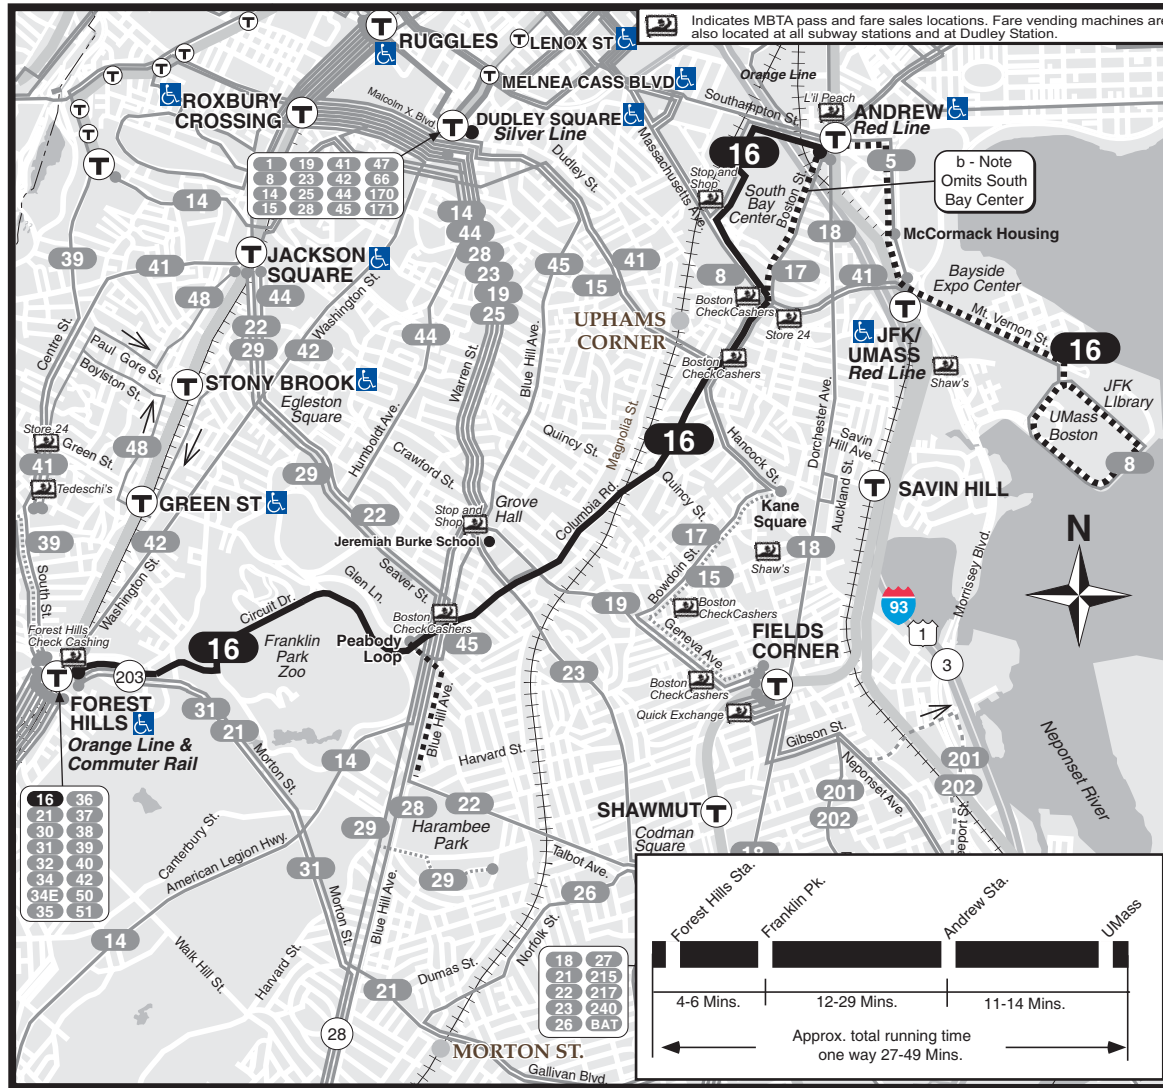 Indicates MBTA pass and fare sales locations. Fare vending machines are
also located at all subway stations and at Dudley Station.
RUGGLES
LENOX ST
MELNEA CASS BLVD
Orange Line
ROXBURY
CROSSING
Malcolm X. Blvd
DUDLEY SQUARE
Silver Line
Southampton St.
L'il Peach
ANDREW
Red Line
1 19 41 47
8 23 42 66
14 25 44 170
15 28 45 171
Dudley St.
Massachusetts Ave.
Stop and
Shop
16
South
Bay
Center
Boston St.
5
b - Note
Omits South
Bay Center
14
14
44
28
23
19
25
39
41
48
JACKSON
SQUARE
44
22
29
42
Washington St.
45
41
15
8
17
18
41
McCormack Housing
Bayside
Expo Center
Mt. Vernon St.
Boston
CheckCashers
Store 24
UPHAMS
CORNER
Boston
CheckCashers
JFK/
UMASS
Red Line
Shaw's
16
JFK
LIbrary
UMass
Boston
8
Centre St.
Paul Gore St.
Boylston St.
STONY BROOK
Egleston
Square
44
Warren St.
Blue Hill Ave.
Humboldt Ave.
Crawford St.
Quincy St.
Magnolia St.
16
Hancock St.
Dorchester Ave.
Savin
Hill Ave.
Auckland St.
Store 24
Green St.
48
41
Tedeschi's
GREEN ST
29
22
Stop and
Shop
Grove
Hall
Jeremiah Burke School
Columbia Rd.
Quincy St.
Kane
Square
SAVIN HILL
39
42
South St.
Washington St.
Seaver St.
Glen Ln.
17
15
Bowdoin St.
Shaw's
18
Morrissey Blvd.
N
93
1
3
Circuit Dr.
Boston
CheckCashers
19
Boston
CheckCashers
Geneva Ave.
FIELDS
CORNER
Forest Hills
Check Cashing
16
Franklin
Park
Zoo
Peabody
Loop
45
23
203
FOREST
HILLS
Orange Line &
Commuter Rail
31
21
Morton St.
14
Blue Hill Ave.
Harvard St.
Boston
CheckCashers
Quick Exchange
Gibson St.
Neponset Ave.
201
202
201
202
Neponset River
16 36
21 37
30 38
31 39
32 40
34 42
34E 50
35 51
Canterbury St.
American Legion Hwy.
28
29
22
Harambee
Park
29
Talbot Ave.
SHAWMUT
Codman
Square
18
31
Morton St.
Blue Hill Ave.
26
Norfolk St.
14
Walk Hill St.
Harvard St.
21
Dumas St.
18 27
21 215
22 217
23 240
26 BAT
28
MORTON ST.
Gallivan Blvd.
Forest Hills Sta.
Franklin Pk.
Andrew Sta.
UMass
4-6 Mins.
12-29 Mins.
11-14 Mins.
Approx. total running time
one way 27-49 Mins.